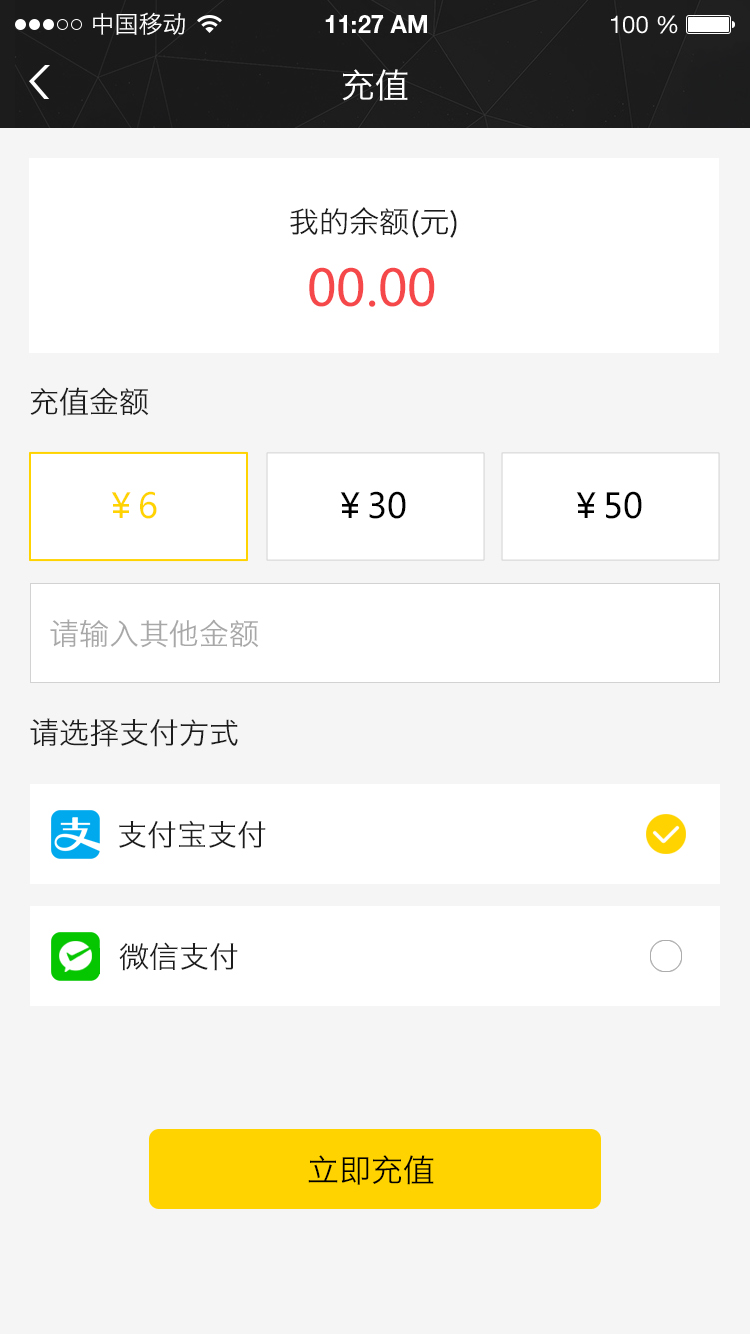 中国移动 11:27 AM 100 %
充值
我的余额(元)
00.00
充值金额
¥ 6 ¥ 30 ¥ 50
请输入其他金额
请选择支付方式
支 支付宝支付
微信支付
立即充值